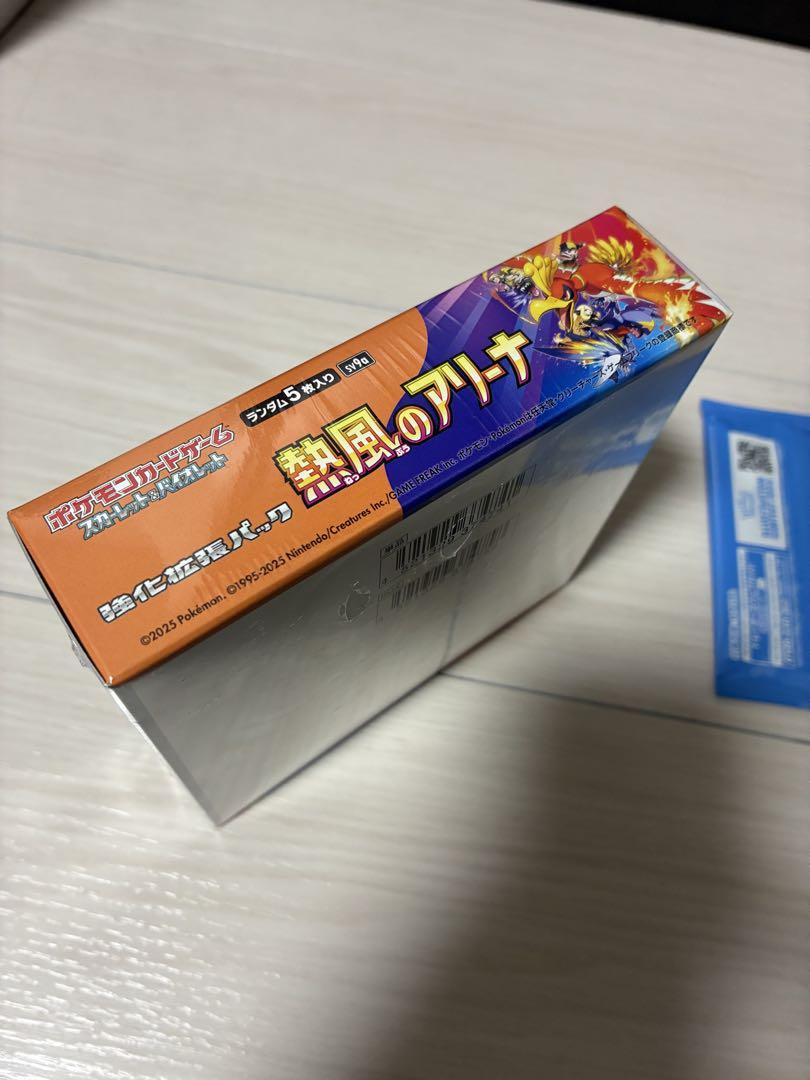 ポケモンカードゲーム
スカーレット&バイオレット
ランダム5枚入り
sv9a
強化拡張パック
熱風のアリーナ
ねっ ぷう
©2025 Pokémon. ©1995-2025 Nintendo/Creatures Inc./GAME FREAK inc. ポケモン・Pokémonは任天堂・クリーチャーズ・ゲームフリークの登録商標です